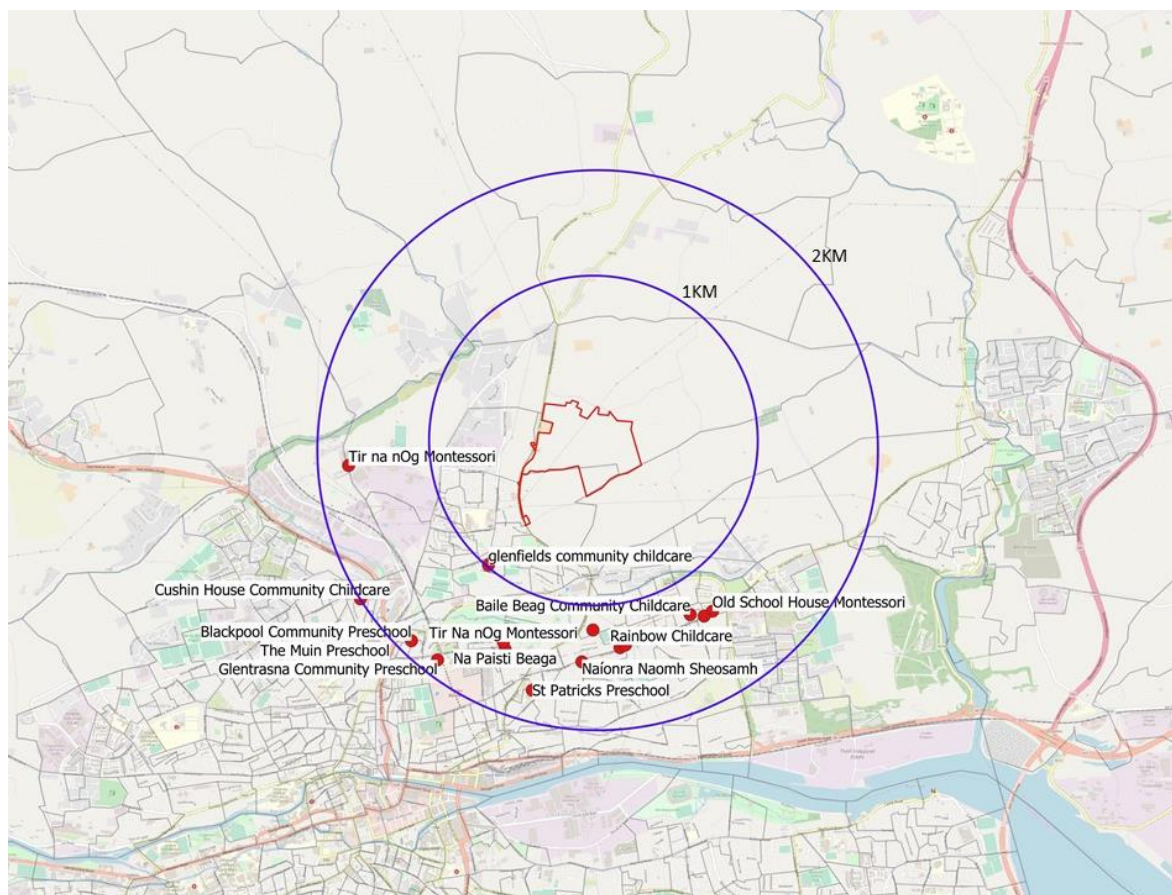 2KM
1KM
Tir na nOg Montessori
glenfields community childcare
Cushin House Community Childcare
Baile Beag Community Childcare
Old School House Montessori
Blackpool Community Preschool
Tir Na nOg Montessori
Rainbow Childcare
The Muin Preschool
Na Paisti Beaga
Glentrasna Community Preschool
Naíonra Naomh Sheosamh
St Patricks Preschool